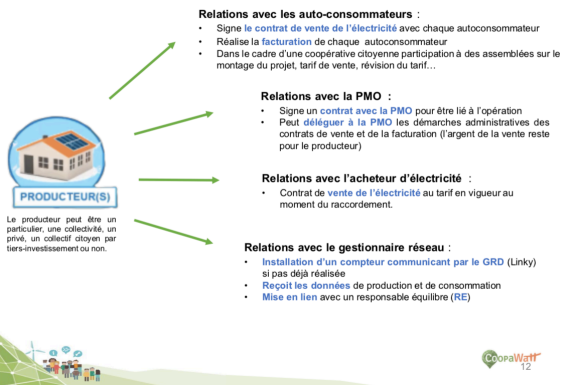 Relations avec les auto-consommateurs :
• Signe le contrat de vente de l'électricité avec chaque autoconsommateur
• Réalise la facturation de chaque autoconsommateur
• Dans le cadre d'une coopérative citoyenne participation à des assemblées sur le
montage du projet, tarif de vente, révision du tarif…
Relations avec la PMO :
• Signe un contrat avec la PMO pour être lié à l'opération
• Peut déléguer à la PMO les démarches administratives des
contrats de vente et de la facturation (l'argent de la vente reste
pour le producteur)
PRODUCTEUR(S)
Le producteur peut être un
particulier, une collectivité, un
privé, un collectif citoyen par
tiers-investissement ou non.
Relations avec l'acheteur d'électricité :
• Contrat de vente de l'électricité au tarif en vigueur au
moment du raccordement.
Relations avec le gestionnaire réseau :
• Installation d'un compteur communicant par le GRD (Linky)
si pas déjà réalisée
• Reçoit les données de production et de consommation
• Mise en lien avec un responsable équilibre (RE)
CoopaWatt
12